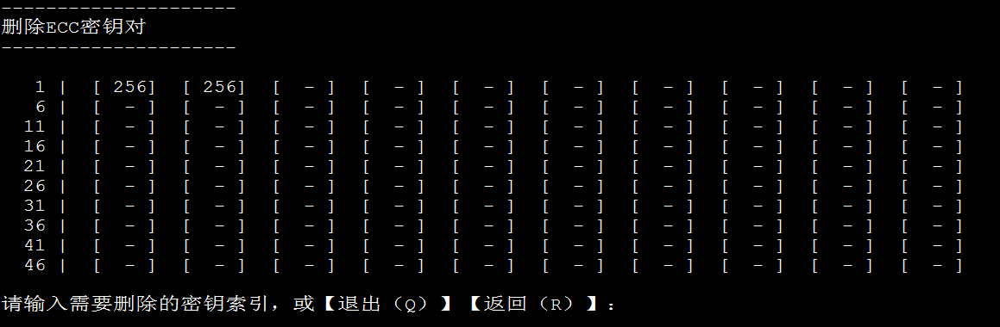 ---------------------
删除ECC密钥对
---------------------
1 | [ 256] [ 256] [ - ] [ - ] [ - ] [ - ] [ - ] [ - ] [ - ] [ - ]
6 | [ - ] [ - ] [ - ] [ - ] [ - ] [ - ] [ - ] [ - ] [ - ] [ - ]
11 | [ - ] [ - ] [ - ] [ - ] [ - ] [ - ] [ - ] [ - ] [ - ] [ - ]
16 | [ - ] [ - ] [ - ] [ - ] [ - ] [ - ] [ - ] [ - ] [ - ] [ - ]
21 | [ - ] [ - ] [ - ] [ - ] [ - ] [ - ] [ - ] [ - ] [ - ] [ - ]
26 | [ - ] [ - ] [ - ] [ - ] [ - ] [ - ] [ - ] [ - ] [ - ] [ - ]
31 | [ - ] [ - ] [ - ] [ - ] [ - ] [ - ] [ - ] [ - ] [ - ] [ - ]
36 | [ - ] [ - ] [ - ] [ - ] [ - ] [ - ] [ - ] [ - ] [ - ] [ - ]
41 | [ - ] [ - ] [ - ] [ - ] [ - ] [ - ] [ - ] [ - ] [ - ] [ - ]
46 | [ - ] [ - ] [ - ] [ - ] [ - ] [ - ] [ - ] [ - ] [ - ] [ - ]
请输入需要删除的密钥索引，或【退出（Q）】【返回（R）】：